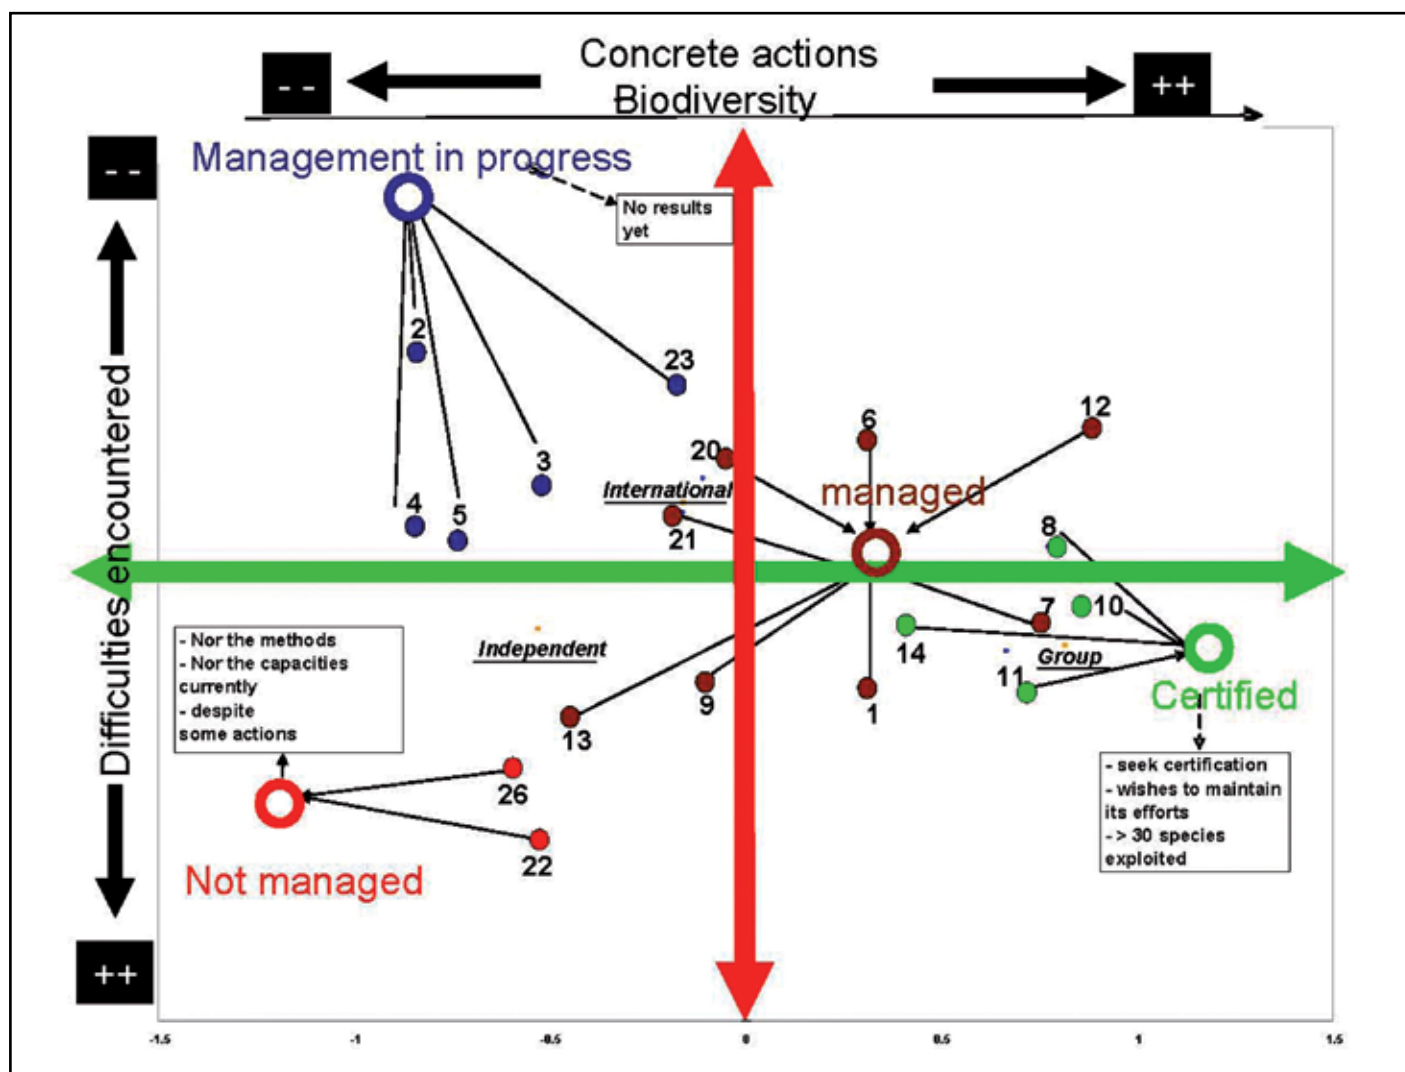 Concrete actions
Biodiversity
- -
++
- -
Management in progress
No results
yet
2
23
6
12
20
3
International
managed
4
5
21
8
Difficulties encountered
7
10
- Nor the methods
- Nor the capacities
currently
- despite
some actions
Independent
14
Group
11
Certified
9
1
13
26
22
Not managed
- seek certification
- wishes to maintain
its efforts
- > 30 species
exploited
++
-1.5
-1
-0.5
0
0.5
1
1.5